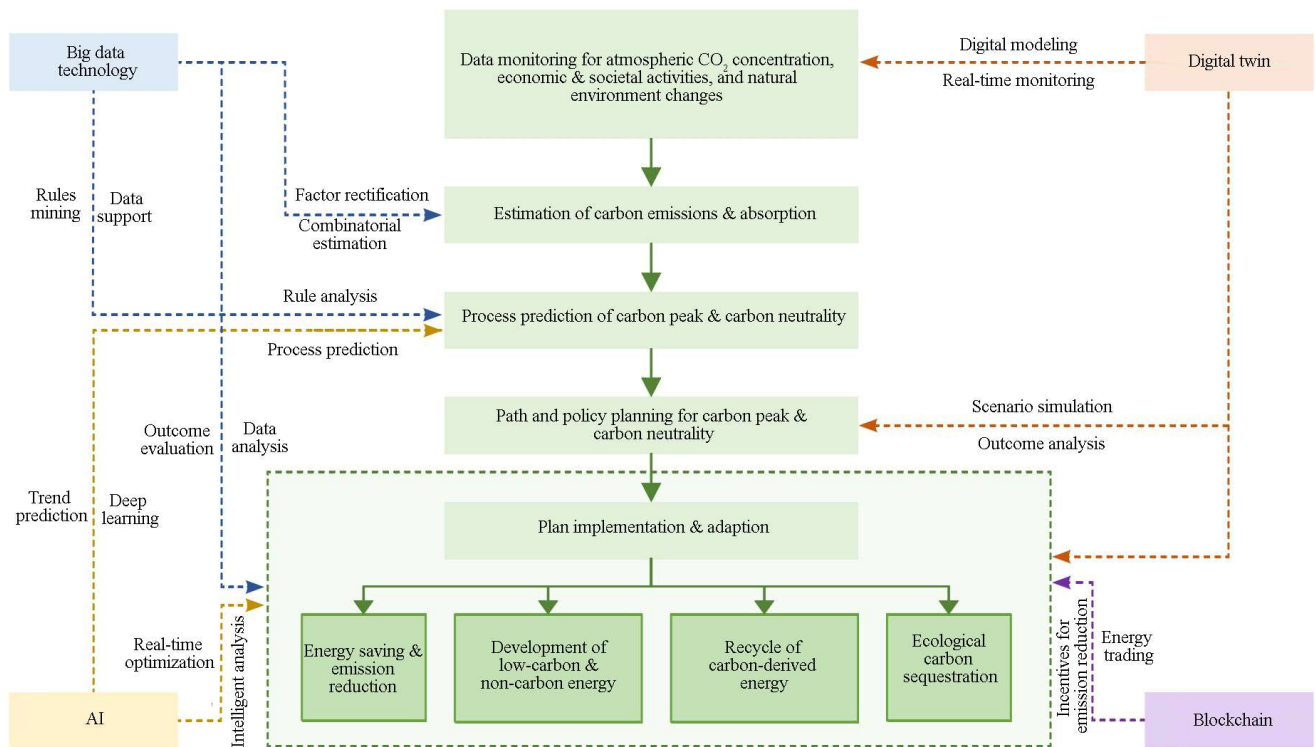 Big data
technology
Data monitoring for atmospheric CO₂ concentration,
economic & societal activities, and natural
environment changes
Digital modeling
Real-time monitoring
Digital twin
Rules
mining
Data
support
Factor rectification
Combinatorial
estimation
Estimation of carbon emissions & absorption
Rule analysis
Process prediction
Process prediction of carbon peak & carbon neutrality
Outcome
evaluation
Data
analysis
Path and policy planning for carbon peak &
carbon neutrality
Scenario simulation
Outcome analysis
Trend
prediction
Deep
learning
Plan implementation & adaption
Real-time
optimization
Intelligent analysis
Energy saving &
emission
reduction
Development of
low-carbon &
non-carbon energy
Recycle of
carbon-derived
energy
Ecological
carbon
sequestration
Incentives for
emission reduction
Energy
trading
AI
Blockchain